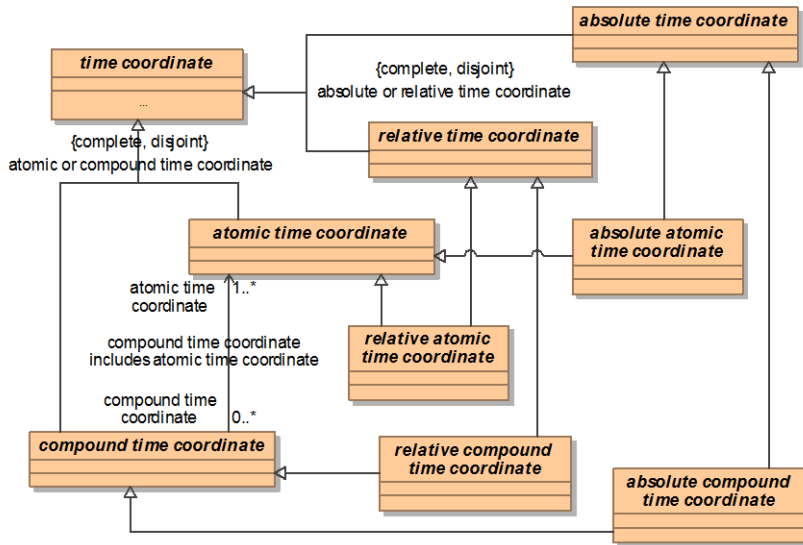 absolute time coordinate
time coordinate
...
{complete, disjoint}
absolute or relative time coordinate
relative time coordinate
{complete, disjoint}
atomic or compound time coordinate
atomic time coordinate
absolute atomic
time coordinate
atomic time
coordinate
1..*
relative atomic
time coordinate
compound time coordinate
includes atomic time coordinate
compound time
coordinate
0..*
compound time coordinate
relative compound
time coordinate
absolute compound
time coordinate